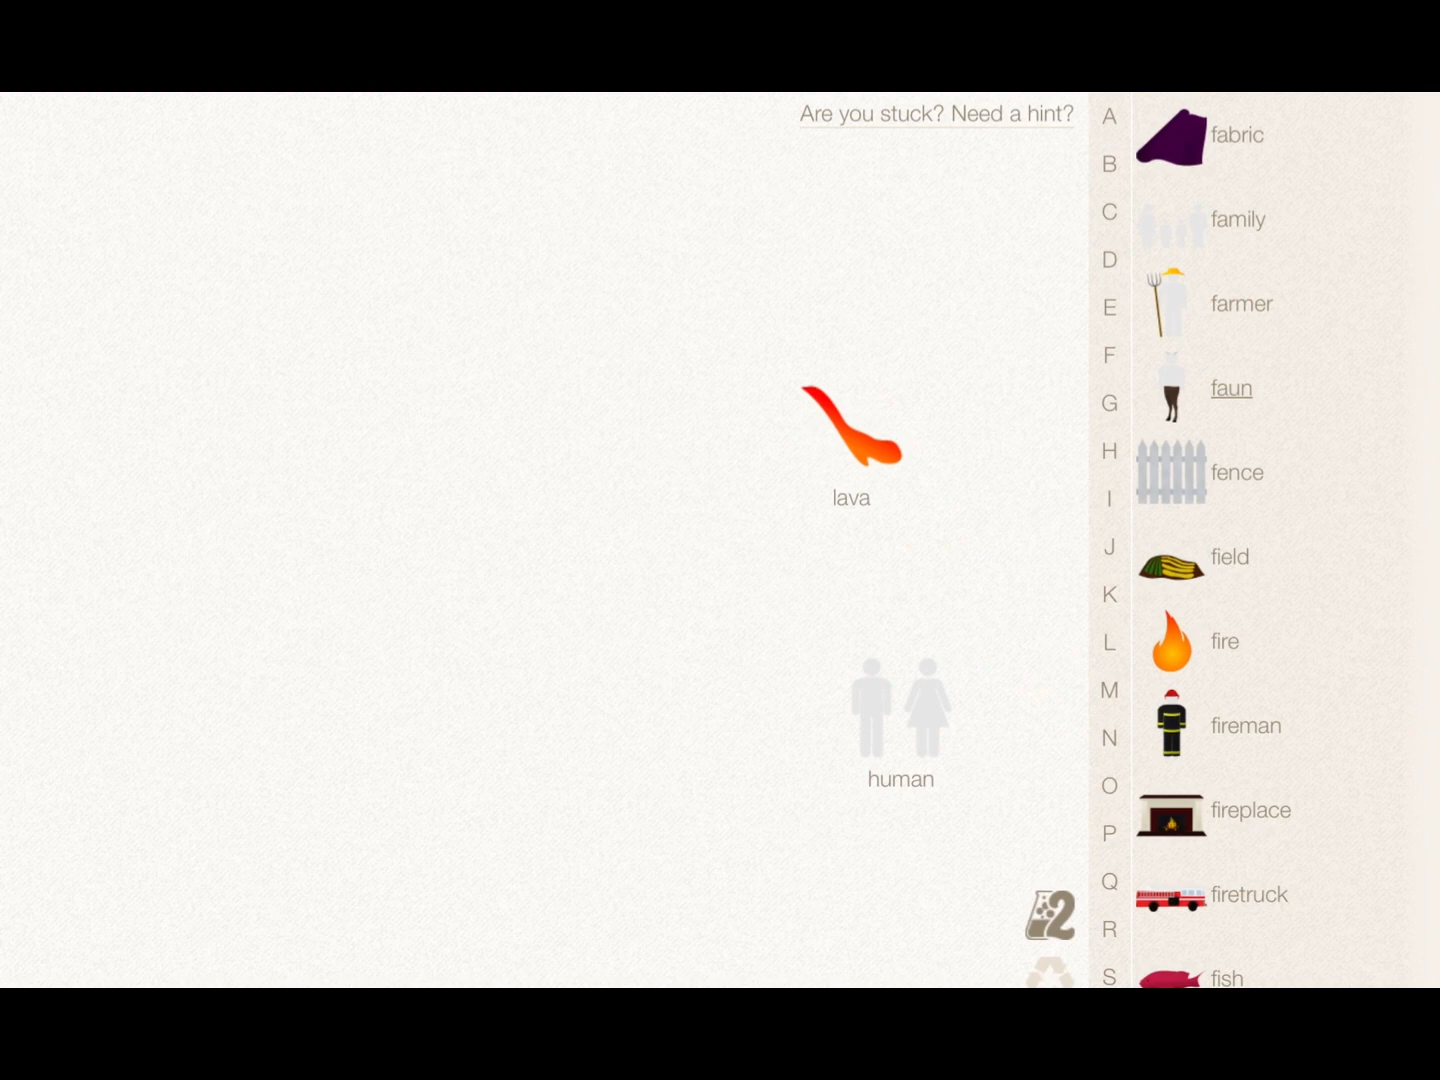 Are you stuck? Need a hint?
A
B
C
D
E
F
G
H
I
J
K
L
M
N
O
P
Q
R
S
fabric
family
farmer
faun
fence
field
fire
fireman
fireplace
firetruck
fish
lava
human
2